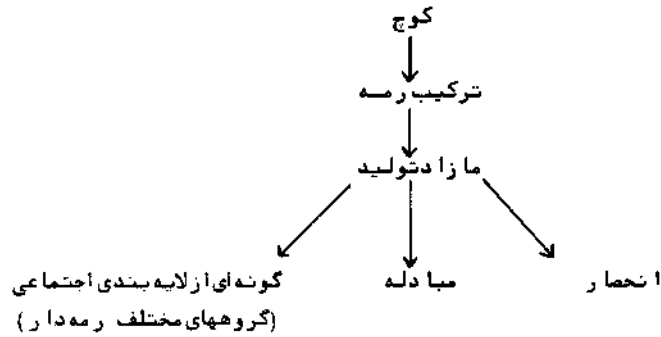 کوچ
ترکیب رمه
مازاد تولید
انحصار
مبادله
گونه‌ای از لایه بندی اجتماعی
(گروههای مختلف رمه‌دار)